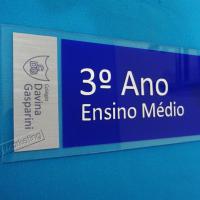 Colégio
Davina
Gasparini
3º Ano
Ensino Médio